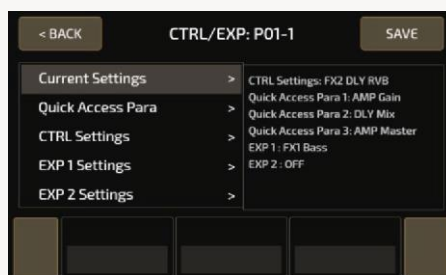 < BACK
CTRL/EXP: P01-1
SAVE
Current Settings >
Quick Access Para >
CTRL Settings >
EXP 1 Settings >
EXP 2 Settings >
CTRL Settings: FX2 DLY RVB
Quick Access Para 1: AMP Gain
Quick Access Para 2: DLY Mix
Quick Access Para 3: AMP Master
EXP 1 : FX1 Bass
EXP 2 : OFF